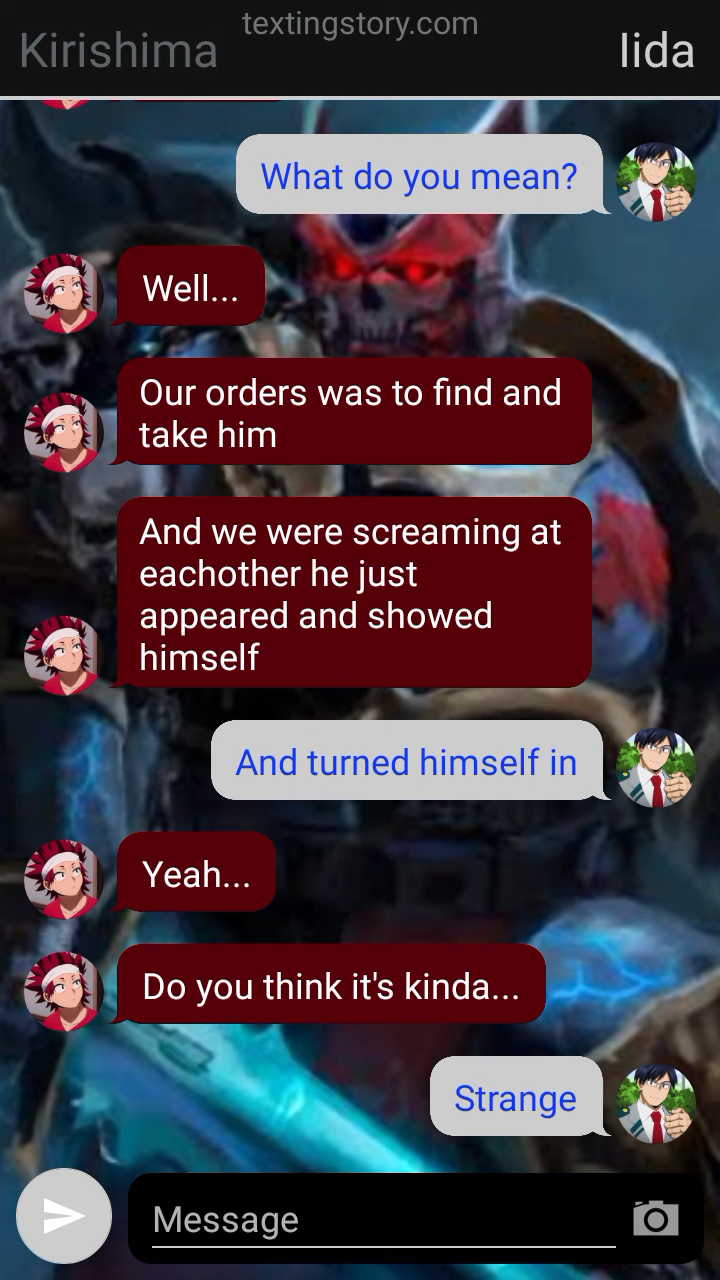 textingstory.com
Kirishima
Iida
What do you mean?
Well...
Our orders was to find and
take him
And we were screaming at
eachother he just
appeared and showed
himself
And turned himself in
Yeah...
Do you think it's kinda...
Strange
Message